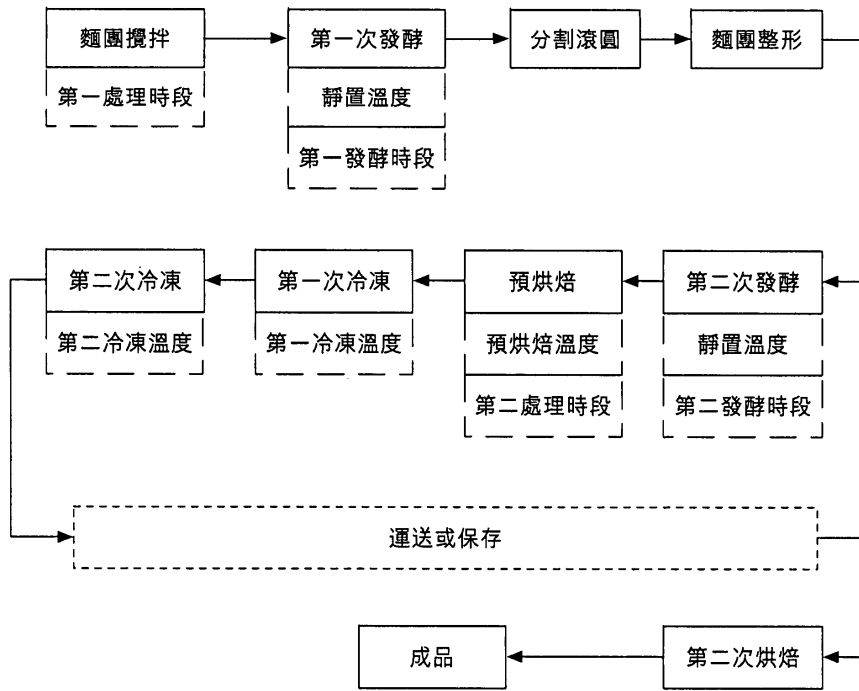 麵團攪拌
第一次發酵
分割滾圓
麵團整形
第一處理時段
靜置溫度
第一發酵時段
第二次冷凍
第一次冷凍
預烘焙
第二次發酵
第二冷凍溫度
第一冷凍溫度
預烘焙溫度
靜置溫度
第二處理時段
第二發酵時段
運送或保存
成品
第二次烘焙